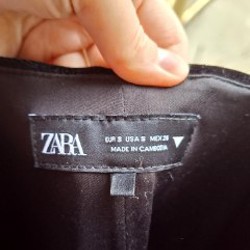 ZARA
EUR S USA S MEX 26
MADE IN CAMBODIA